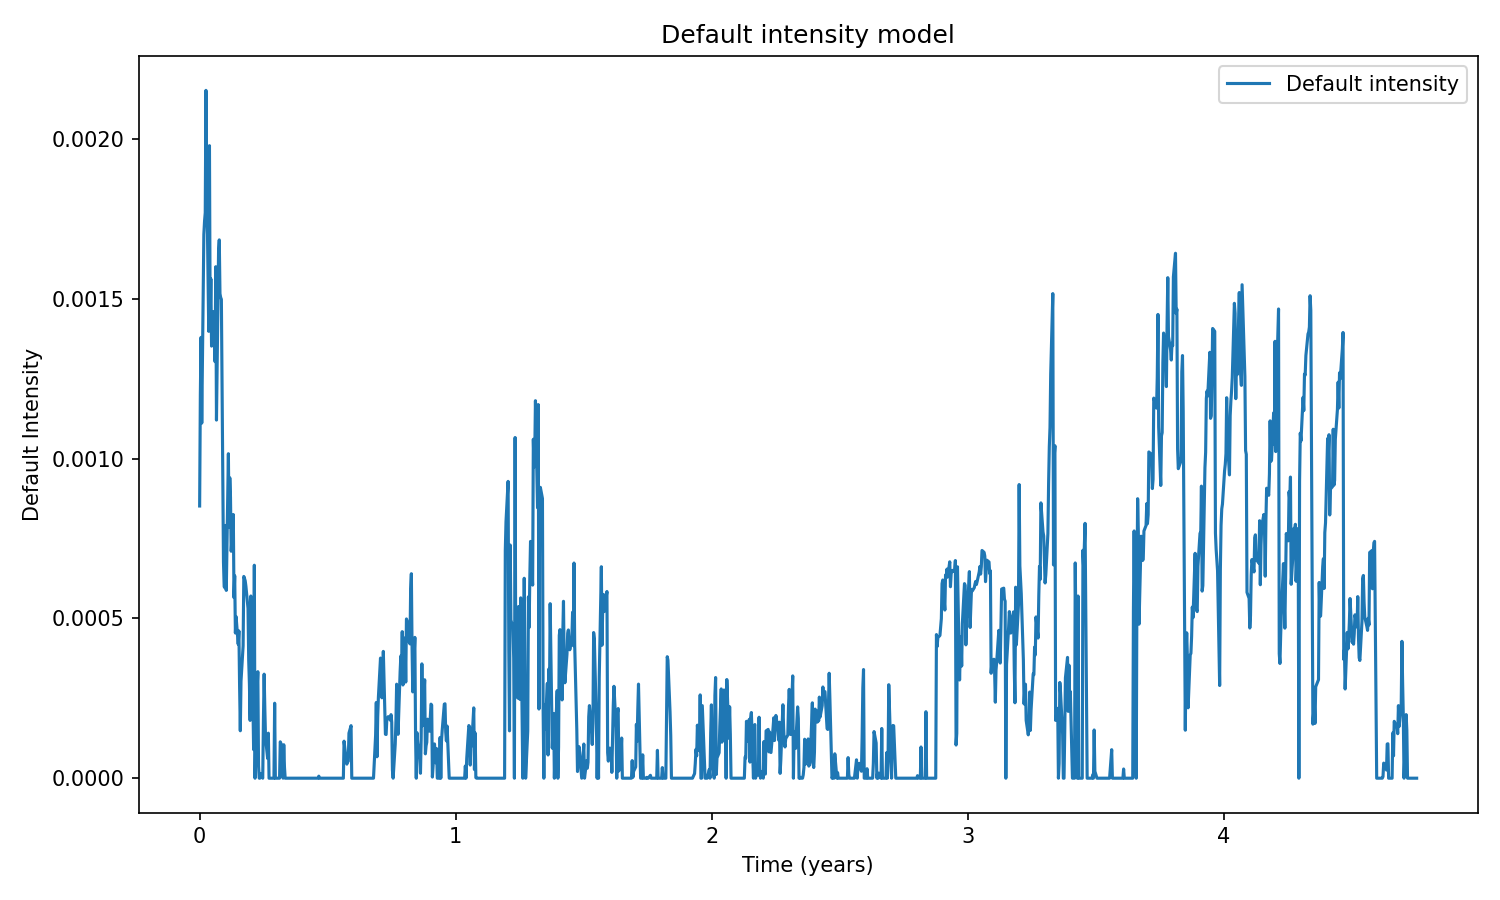 Default intensity model
Default intensity
0.0020
0.0015
0.0010
0.0005
0.0000
Default Intensity
0 1 2 3 4
Time (years)